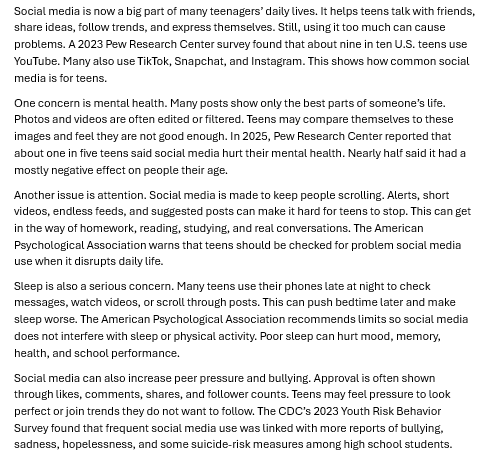 Social media is now a big part of many teenagers' daily lives. It helps teens talk with friends,
share ideas, follow trends, and express themselves. Still, using it too much can cause
problems. A 2023 Pew Research Center survey found that about nine in ten U.S. teens use
YouTube. Many also use TikTok, Snapchat, and Instagram. This shows how common social
media is for teens.
One concern is mental health. Many posts show only the best parts of someone's life.
Photos and videos are often edited or filtered. Teens may compare themselves to these
images and feel they are not good enough. In 2025, Pew Research Center reported that
about one in five teens said social media hurt their mental health. Nearly half said it had a
mostly negative effect on people their age.
Another issue is attention. Social media is made to keep people scrolling. Alerts, short
videos, endless feeds, and suggested posts can make it hard for teens to stop. This can get
in the way of homework, reading, studying, and real conversations. The American
Psychological Association warns that teens should be checked for problem social media
use when it disrupts daily life.
Sleep is also a serious concern. Many teens use their phones late at night to check
messages, watch videos, or scroll through posts. This can push bedtime later and make
sleep worse. The American Psychological Association recommends limits so social media
does not interfere with sleep or physical activity. Poor sleep can hurt mood, memory,
health, and school performance.
Social media can also increase peer pressure and bullying. Approval is often shown
through likes, comments, shares, and follower counts. Teens may feel pressure to look
perfect or join trends they do not want to follow. The CDC's 2023 Youth Risk Behavior
Survey found that frequent social media use was linked with more reports of bullying,
sadness, hopelessness, and some suicide-risk measures among high school students.